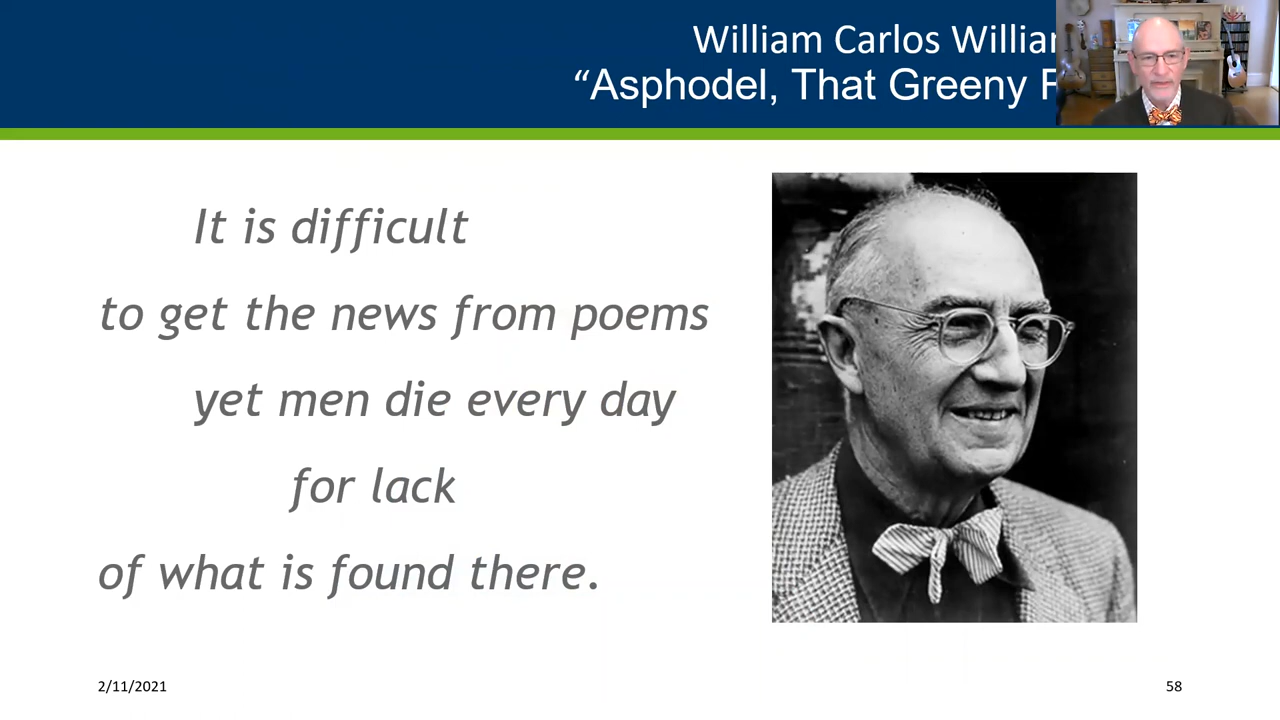 William Carlos Williar
“Asphodel, That Greeny F
It is difficult
to get the news from poems
yet men die every day
for lack
of what is found there.
2/11/2021
58